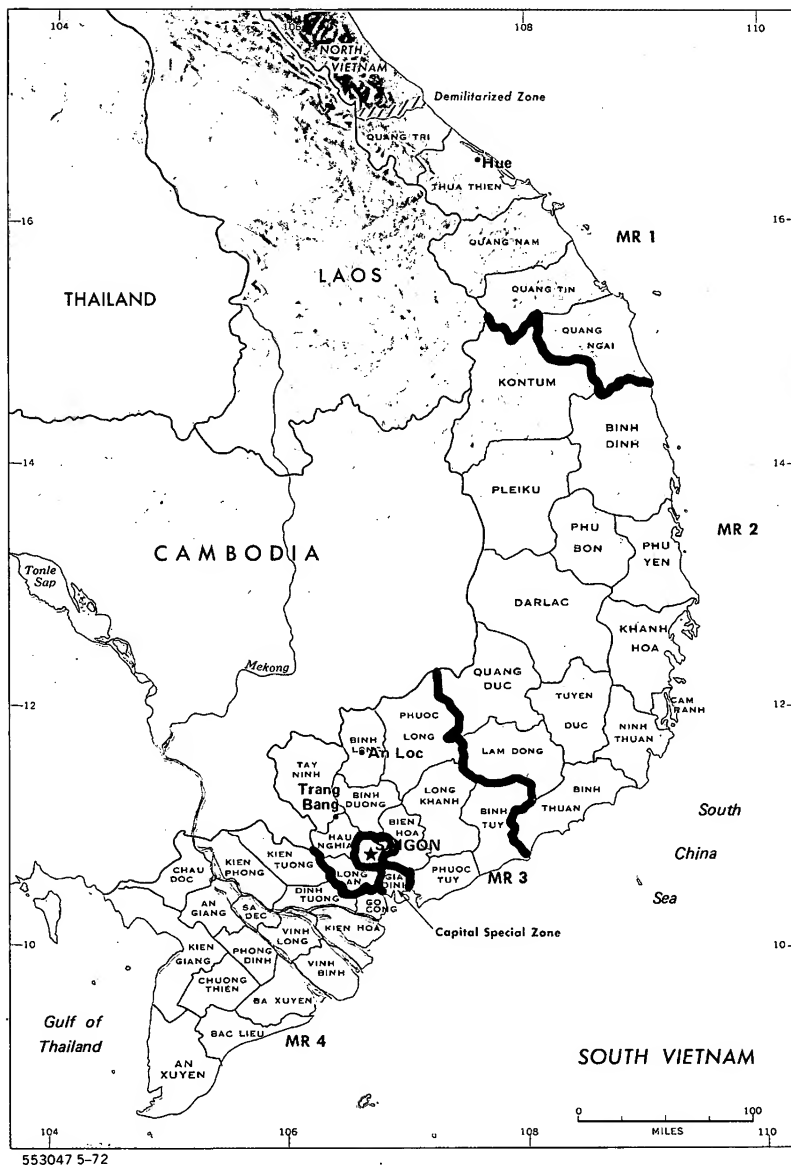 104
106
108
110
NORTH
VIETNAM
Demilitarized Zone
QUANG TRI
Hue
THUA THIEN
16
16
QUANG NAM
MR 1
LAOS
THAILAND
QUANG TIN
QUANG
NGAI
KONTUM
BINH
DINH
14
14
PLEIKU
PHU
BON
MR 2
PHU
YEN
CAMBODIA
Tonle
Sap
DARLAC
KHANH
HOA
Mekong
QUANG
DUC
12
12
TUYEN
DUC
CAM
RANH
PHUOC
LONG
NINH
THUAN
BINH
LONG
An Loc
LAM DONG
TAY
NINH
Trang
Bang
BINH
DUONG
LONG
KHANH
BINH
THUAN
BIEN
HOA
BINH
TUY
South
China
Sea
HAU
NGHIA
SAIGON
KIEN
TUONG
KIEN
PHONG
CHAU
DOC
LONG
AN
GIA
DINH
PHUOC
TUY
MR 3
DINH
TUONG
AN
GIANG
SA
DEC
GO
CONG
Capital Special Zone
VINH
LONG
KIEN HOA
10
10
KIEN
GIANG
PHONG
DINH
VINH
BINH
CHUONG
THIEN
BA XUYEN
Gulf of
Thailand
BAC LIEU
MR 4
AN
XUYEN
SOUTH VIETNAM
0
100
MILES
104
106
108
110
553047 5-72